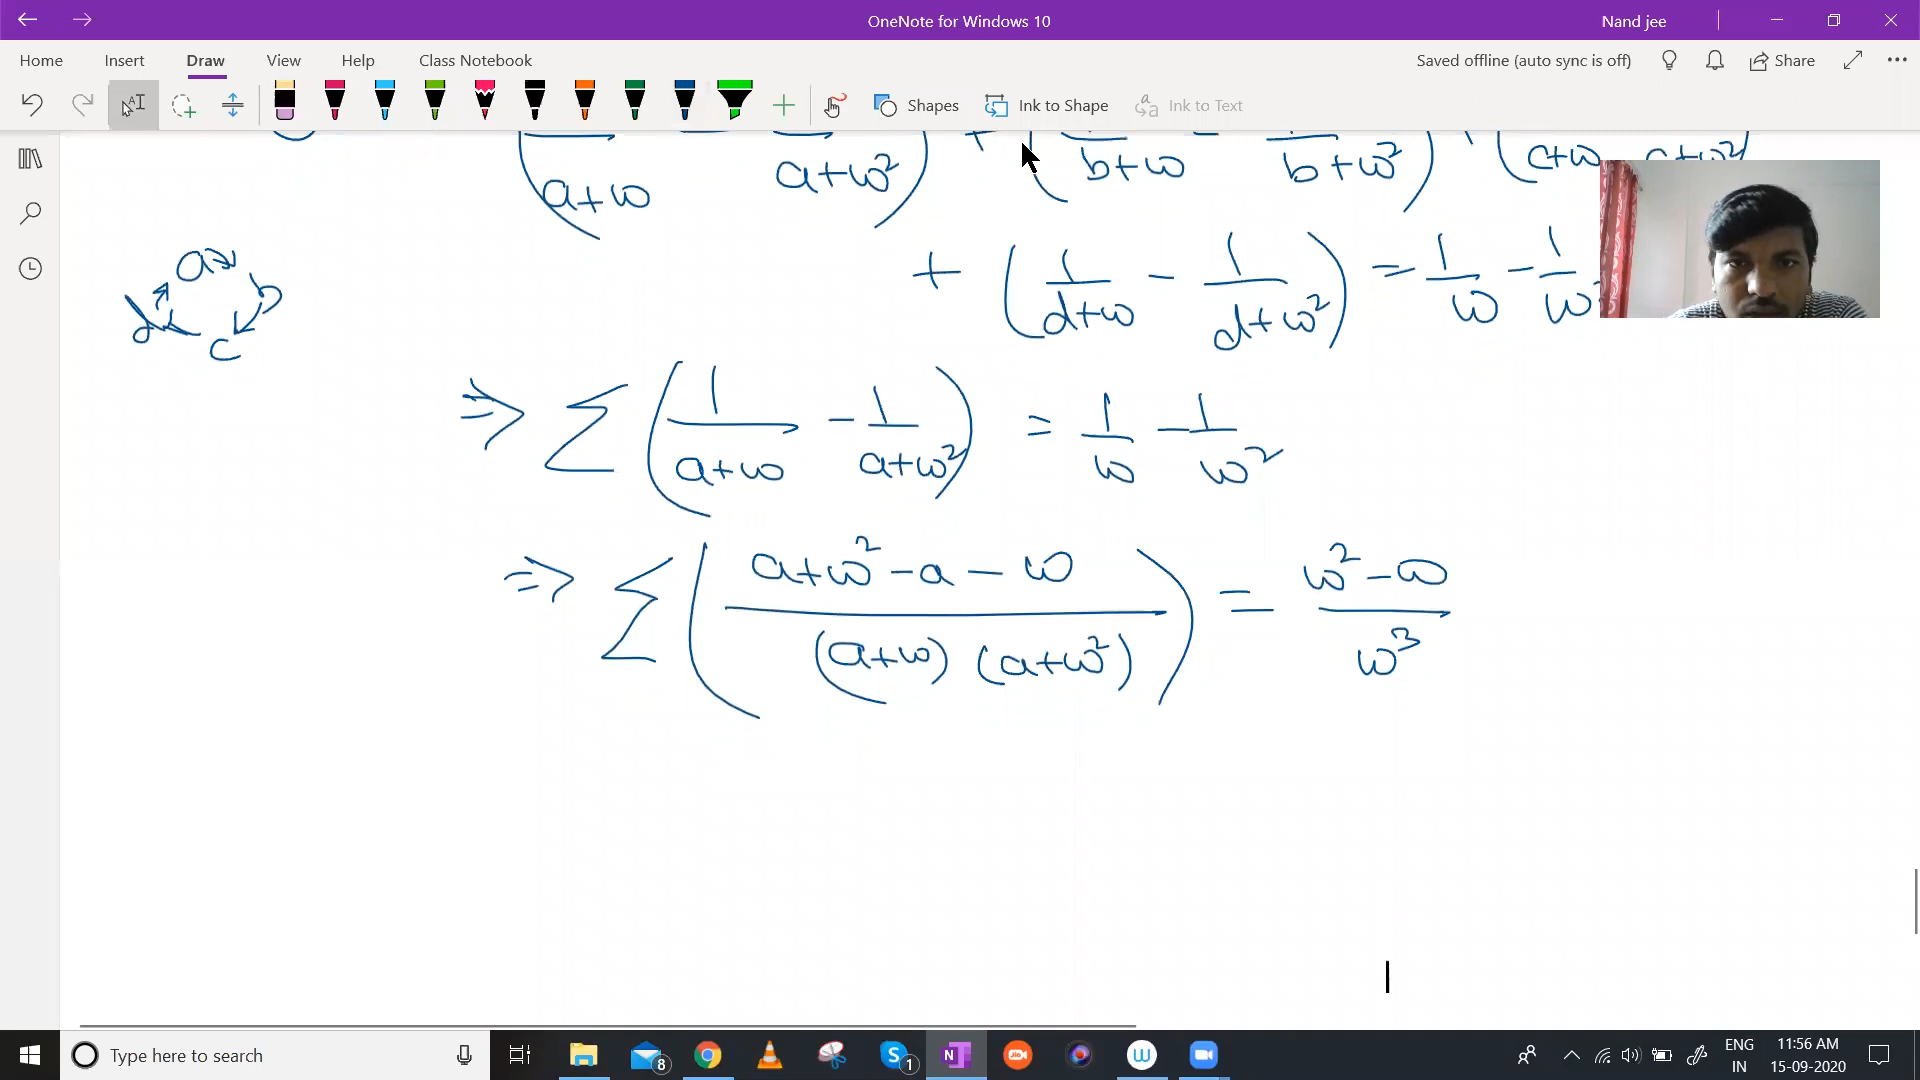 OneNote for Windows 10
Nand jee
Home Insert Draw View Help Class Notebook
Saved offline (auto sync is off) Share
Shapes Ink to Shape Ink to Text
a+ω a+ω² ) + ( b+ω b+ω² ) ( c+ω c+ω²
+ ( 1/(d+ω) − 1/(d+ω²) ) = 1/ω − 1/ω
a b c d
⇒ Σ ( 1/(a+ω) − 1/(a+ω²) ) = 1/ω − 1/ω²
⇒ Σ ( (a+ω²−a−ω)/((a+ω)(a+ω²)) ) = (ω²−ω)/ω³
Type here to search
8
1
ENG
IN
11:56 AM
15-09-2020